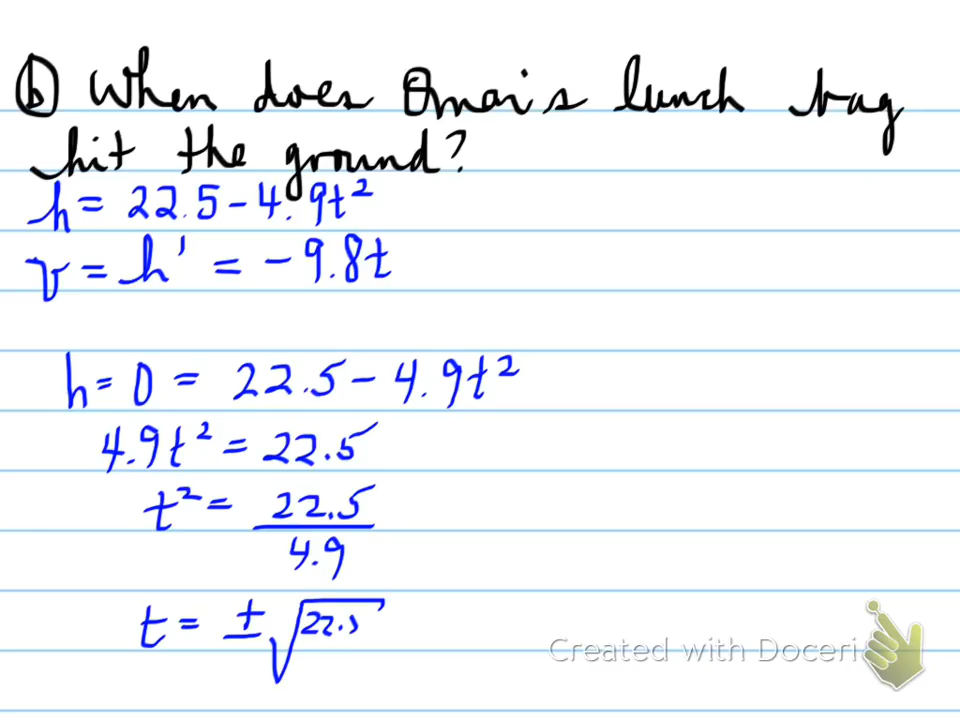 b) When does Omar's lunch bag
hit the ground?
h = 22.5 - 4.9t²
v = h' = -9.8t
h = 0 = 22.5 - 4.9t²
4.9t² = 22.5
t² = 22.5/4.9
t = ± √22.5
Created with Doceri